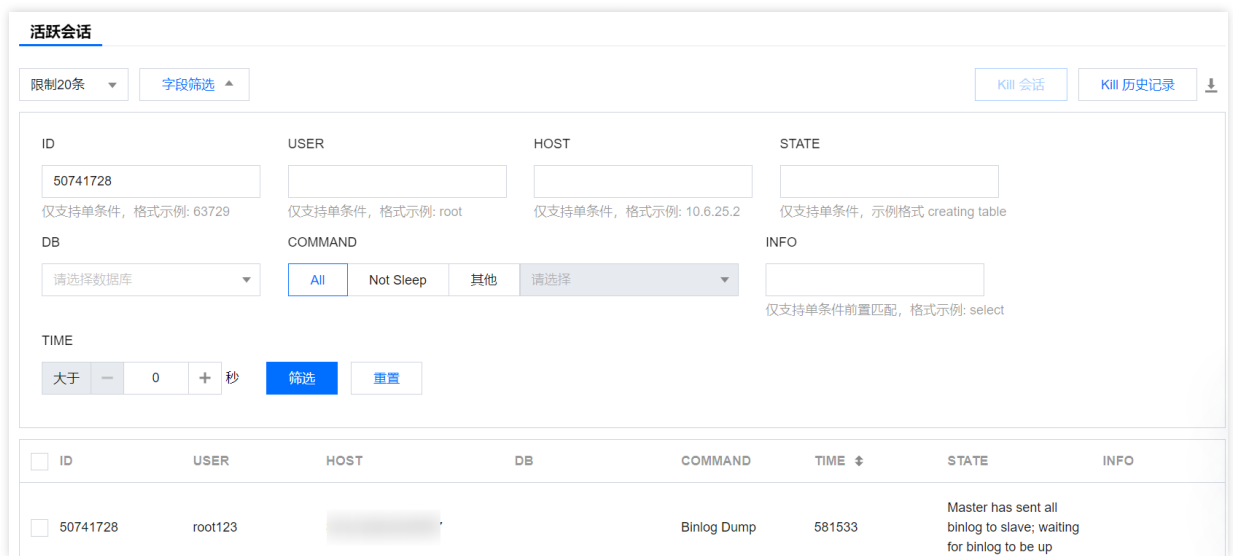 活跃会话
限制20条 字段筛选 Kill 会话 Kill 历史记录
ID USER HOST STATE
50741728
仅支持单条件，格式示例: 63729 仅支持单条件，格式示例: root 仅支持单条件，格式示例: 10.6.25.2 仅支持单条件，示例格式 creating table
DB COMMAND INFO
请选择数据库 All Not Sleep 其他 请选择
仅支持单条件前置匹配，格式示例: select
TIME
大于 － 0 + 秒 筛选 重置
ID USER HOST DB COMMAND TIME STATE INFO
50741728 root123 Binlog Dump 581533 Master has sent all
binlog to slave; waiting
for binlog to be up